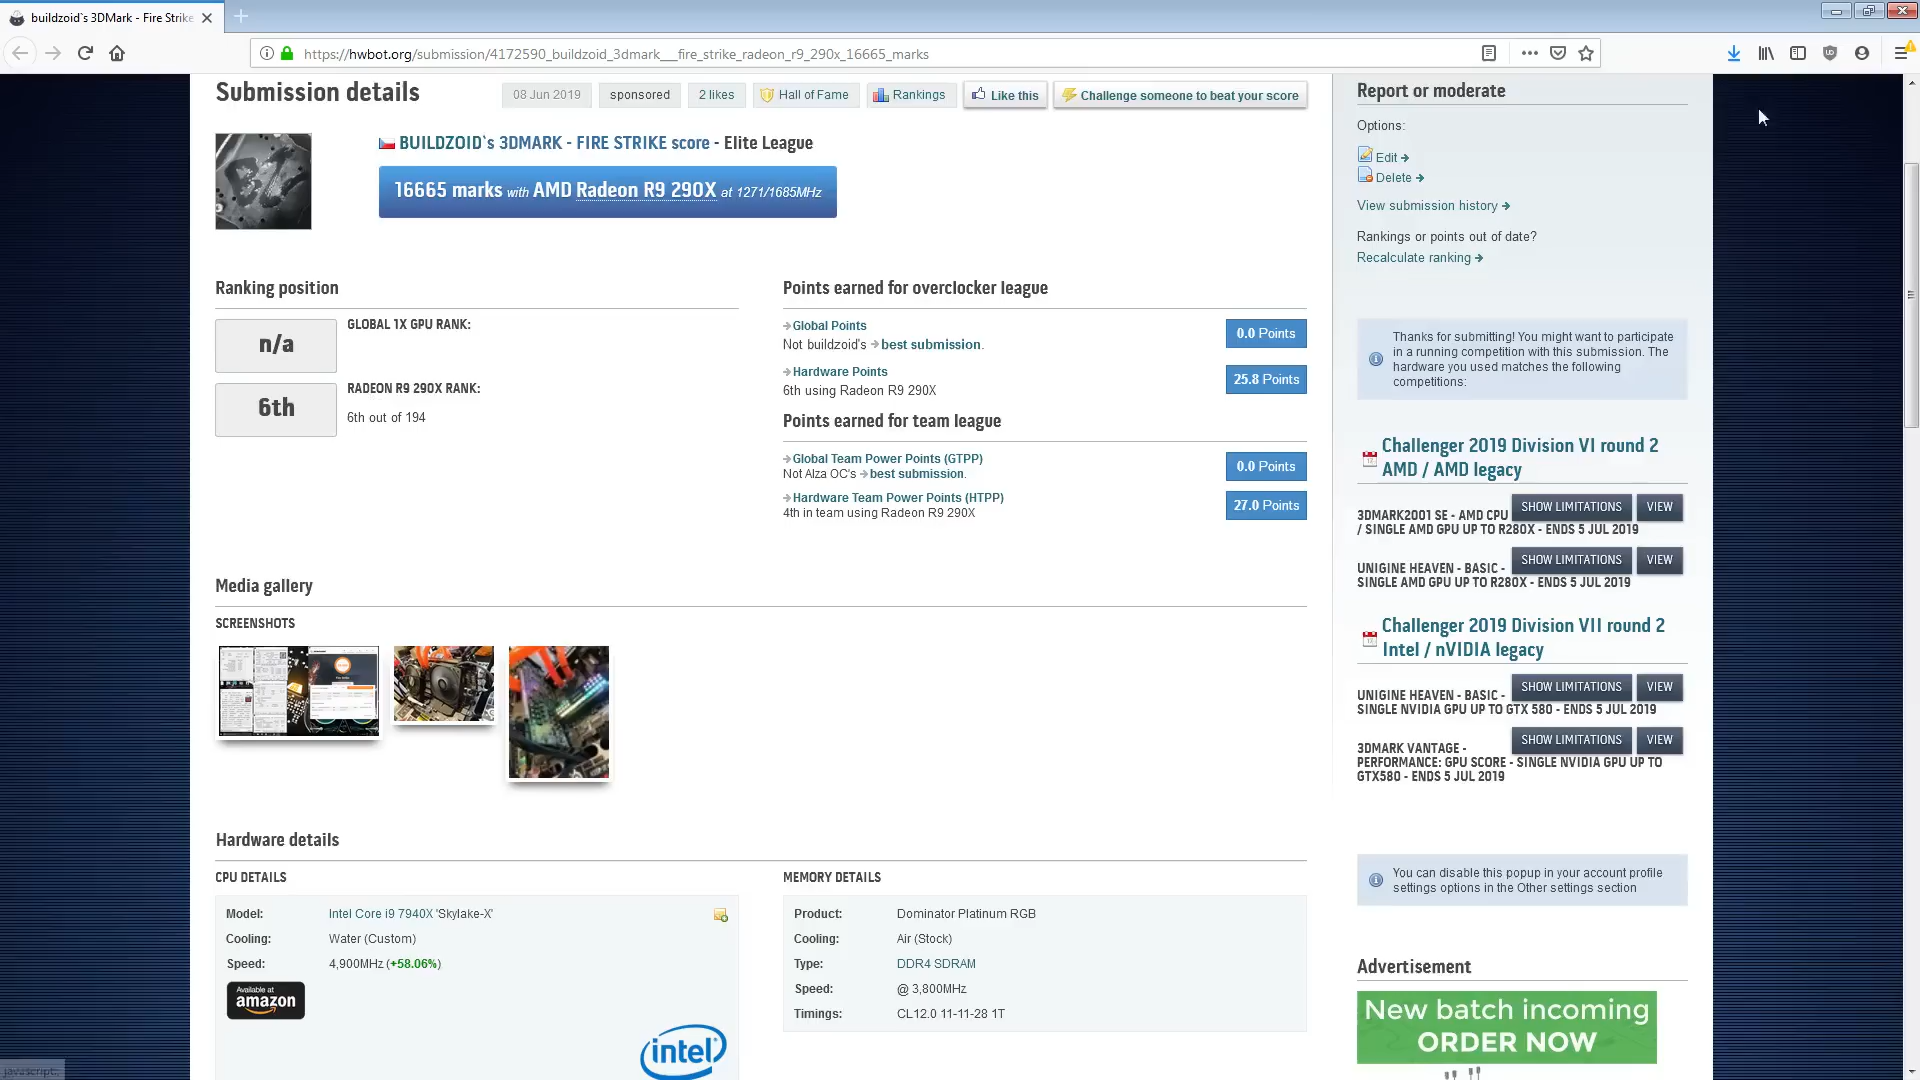 buildzoid`s 3DMark - Fire Strike
https://hwbot.org/submission/4172590_buildzoid_3dmark___fire_strike_radeon_r9_290x_16665_marks
Submission details
08 Jun 2019
sponsored
2 likes
Hall of Fame
Rankings
Like this
Challenge someone to beat your score
BUILDZOID`s 3DMARK - FIRE STRIKE score - Elite League
16665 marks with AMD Radeon R9 290X at 1271/1685MHz
Ranking position
n/a
GLOBAL 1X GPU RANK:
6th
RADEON R9 290X RANK:
6th out of 194
Points earned for overclocker league
Global Points
Not buildzoid's best submission.
0.0 Points
Hardware Points
6th using Radeon R9 290X
25.8 Points
Points earned for team league
Global Team Power Points (GTPP)
Not Alza OC's best submission.
0.0 Points
Hardware Team Power Points (HTPP)
4th in team using Radeon R9 290X
27.0 Points
Media gallery
SCREENSHOTS
Hardware details
CPU DETAILS
Model: Intel Core i9 7940X 'Skylake-X'
Cooling: Water (Custom)
Speed: 4,900MHz (+58.06%)
Available at
amazon
intel
MEMORY DETAILS
Product: Dominator Platinum RGB
Cooling: Air (Stock)
Type: DDR4 SDRAM
Speed: @ 3,800MHz
Timings: CL12.0 11-11-28 1T
Report or moderate
Options:
Edit
Delete
View submission history
Rankings or points out of date?
Recalculate ranking
Thanks for submitting! You might want to participate
in a running competition with this submission. The
hardware you used matches the following
competitions:
Challenger 2019 Division VI round 2
AMD / AMD legacy
3DMARK2001 SE - AMD CPU
/ SINGLE AMD GPU UP TO R280X - ENDS 5 JUL 2019
SHOW LIMITATIONS
VIEW
UNIGINE HEAVEN - BASIC -
SINGLE AMD GPU UP TO R280X - ENDS 5 JUL 2019
SHOW LIMITATIONS
VIEW
Challenger 2019 Division VII round 2
Intel / nVIDIA legacy
UNIGINE HEAVEN - BASIC -
SINGLE NVIDIA GPU UP TO GTX 580 - ENDS 5 JUL 2019
SHOW LIMITATIONS
VIEW
3DMARK VANTAGE -
PERFORMANCE: GPU SCORE - SINGLE NVIDIA GPU UP TO
GTX580 - ENDS 5 JUL 2019
SHOW LIMITATIONS
VIEW
You can disable this popup in your account profile
settings options in the Other settings section
Advertisement
New batch incoming
ORDER NOW
javascript: